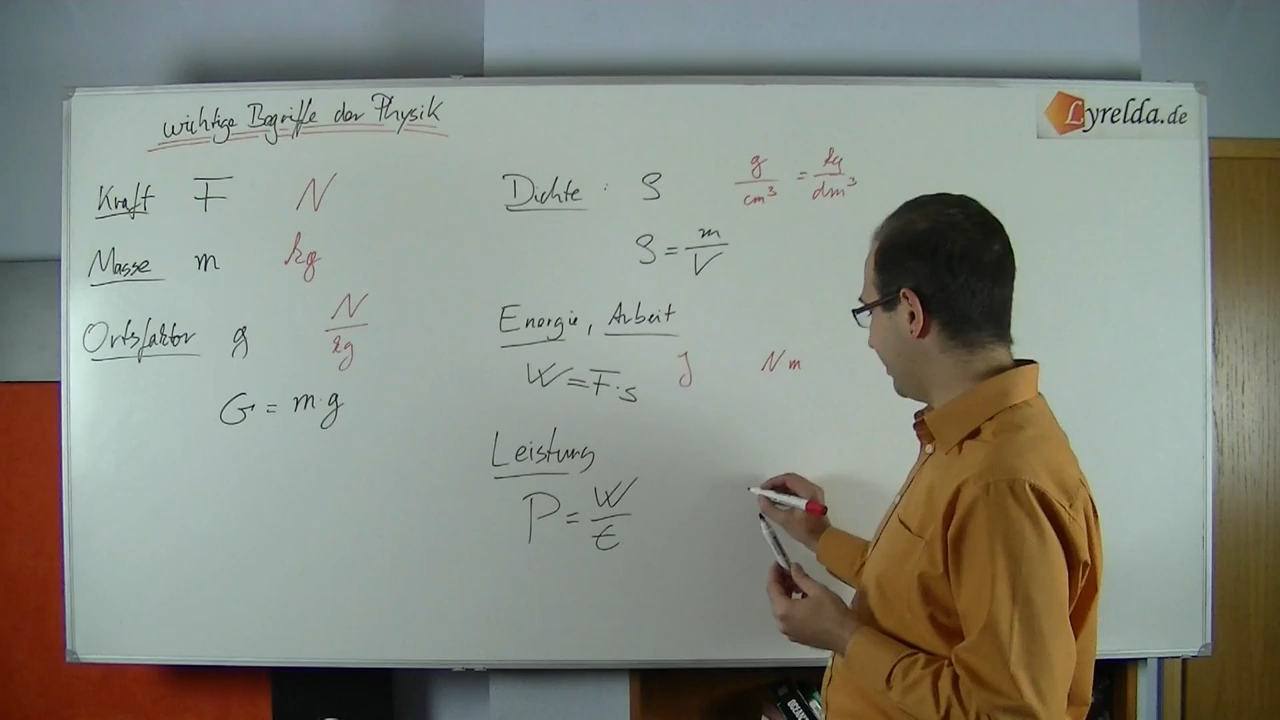 wichtige Begriffe der Physik
Lyrelda.de
Kraft F N
Masse m kg
Ortsfaktor g N/kg
G = m·g
Dichte: ρ g/cm³ = kg/dm³
ρ = m/V
Energie, Arbeit
W = F·s J Nm
Leistung
P = W/t